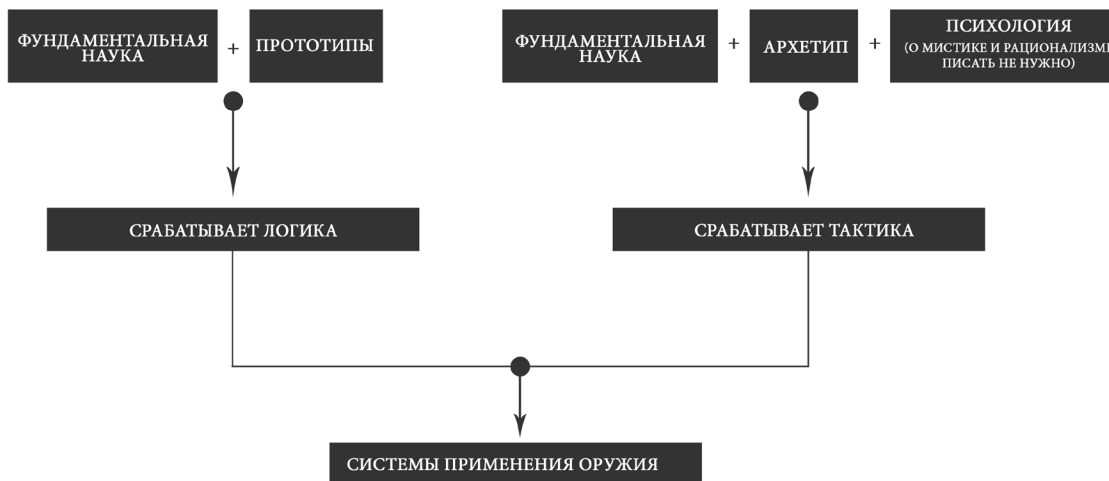 ФУНДАМЕНТАЛЬНАЯ
НАУКА
+
ПРОТОТИПЫ
ФУНДАМЕНТАЛЬНАЯ
НАУКА
+
АРХЕТИП
+
ПСИХОЛОГИЯ
(О МИСТИКЕ И РАЦИОНАЛИЗМЕ
ПИСАТЬ НЕ НУЖНО)
СРАБАТЫВАЕТ ЛОГИКА
СРАБАТЫВАЕТ ТАКТИКА
СИСТЕМЫ ПРИМЕНЕНИЯ ОРУЖИЯ